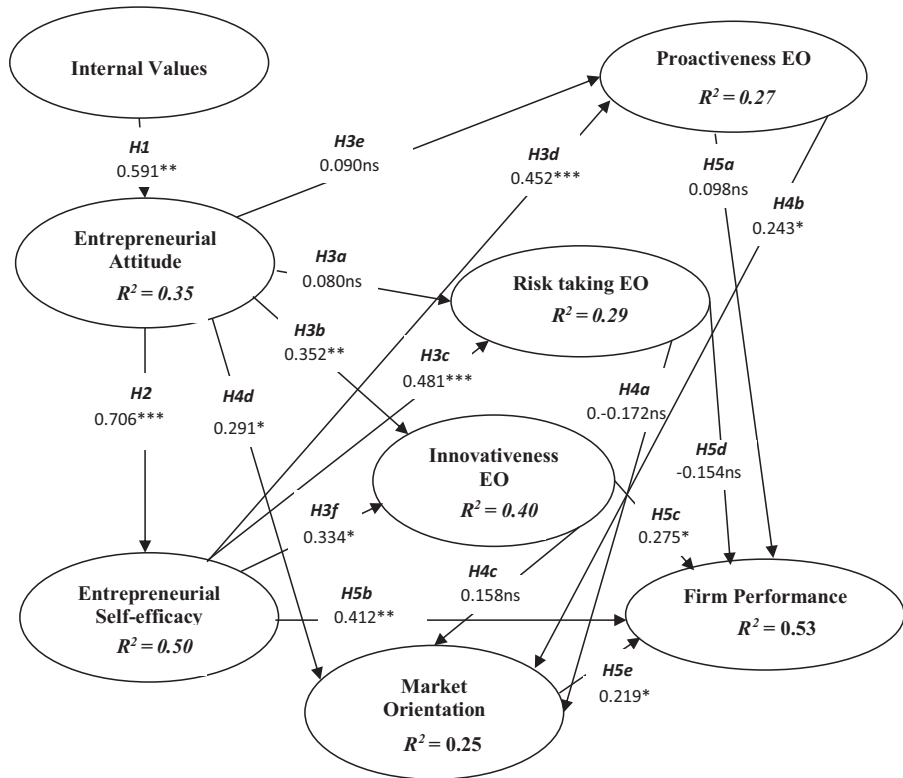 Internal Values
Proactiveness EO
R² = 0.27
H1
0.591**
H3e
0.090ns
H3d
0.452***
H5a
0.098ns
H4b
0.243*
Entrepreneurial
Attitude
R² = 0.35
H3a
0.080ns
Risk taking EO
R² = 0.29
H3b
0.352**
H3c
0.481***
H2
0.706***
H4d
0.291*
H4a
0.-0.172ns
H5d
-0.154ns
Innovativeness
EO
R² = 0.40
H3f
0.334*
H5c
0.275*
Entrepreneurial
Self-efficacy
R² = 0.50
H5b
0.412**
H4c
0.158ns
Firm Performance
R² = 0.53
Market
Orientation
R² = 0.25
H5e
0.219*